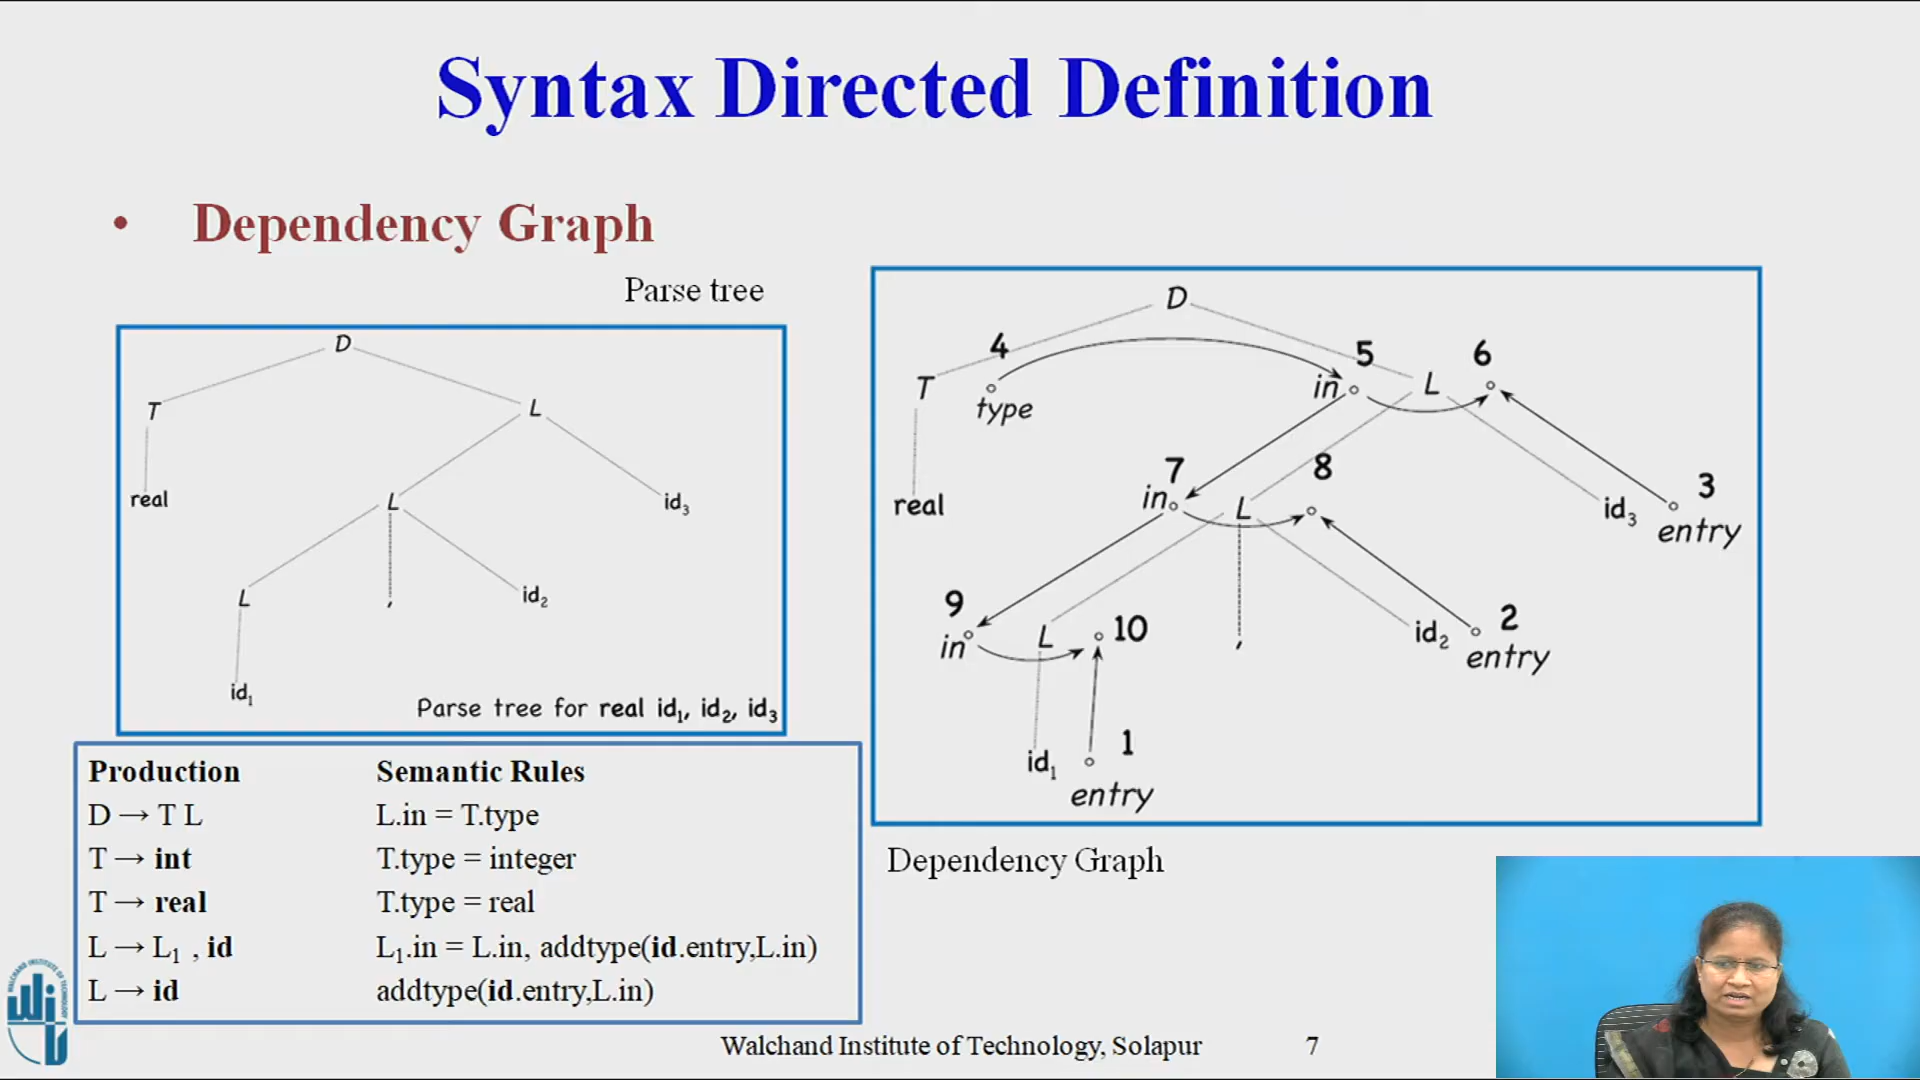 Syntax Directed Definition
• Dependency Graph
Parse tree
D
T L
real L id₃
L , id₂
id₁
Parse tree for real id₁, id₂, id₃
D
4 5 6
T type in L
7 8 3
real in L id₃ entry
9 10 2
in L , id₂ entry
1
id₁ entry
Dependency Graph
Production Semantic Rules
D → T L L.in = T.type
T → int T.type = integer
T → real T.type = real
L → L₁ , id L₁.in = L.in, addtype(id.entry,L.in)
L → id addtype(id.entry,L.in)
Walchand Institute of Technology, Solapur 7